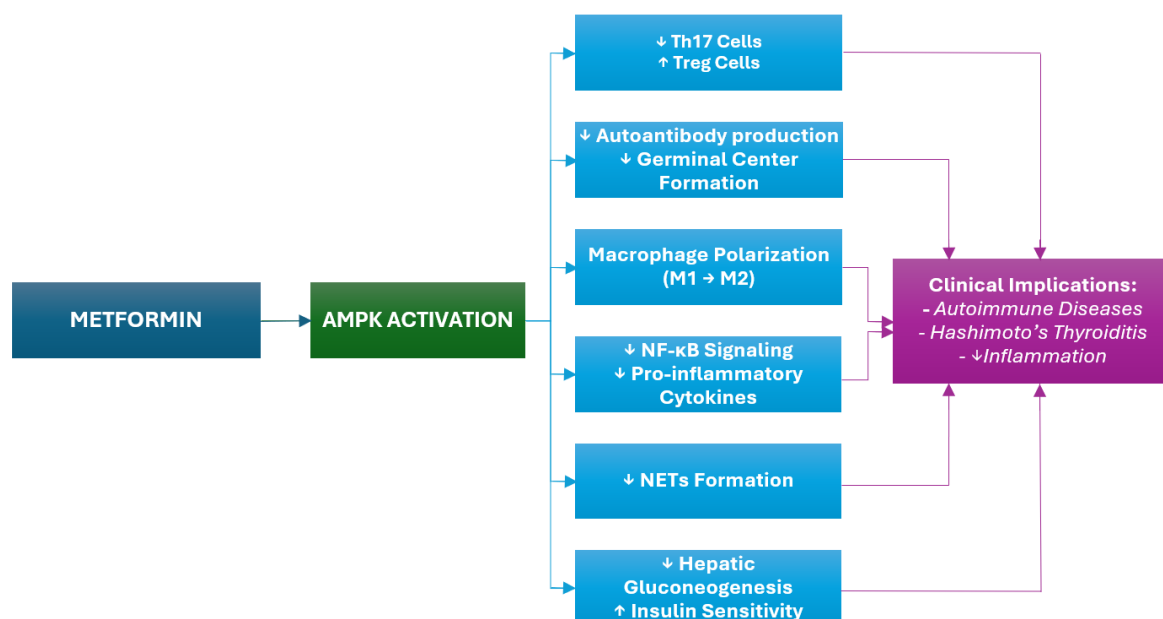 METFORMIN
AMPK ACTIVATION
↓ Th17 Cells
↑ Treg Cells
↓ Autoantibody production
↓ Germinal Center
Formation
Macrophage Polarization
(M1 → M2)
↓ NF-κB Signaling
↓ Pro-inflammatory
Cytokines
↓ NETs Formation
↓ Hepatic
Gluconeogenesis
↑ Insulin Sensitivity
Clinical Implications:
- Autoimmune Diseases
- Hashimoto’s Thyroiditis
- ↓Inflammation